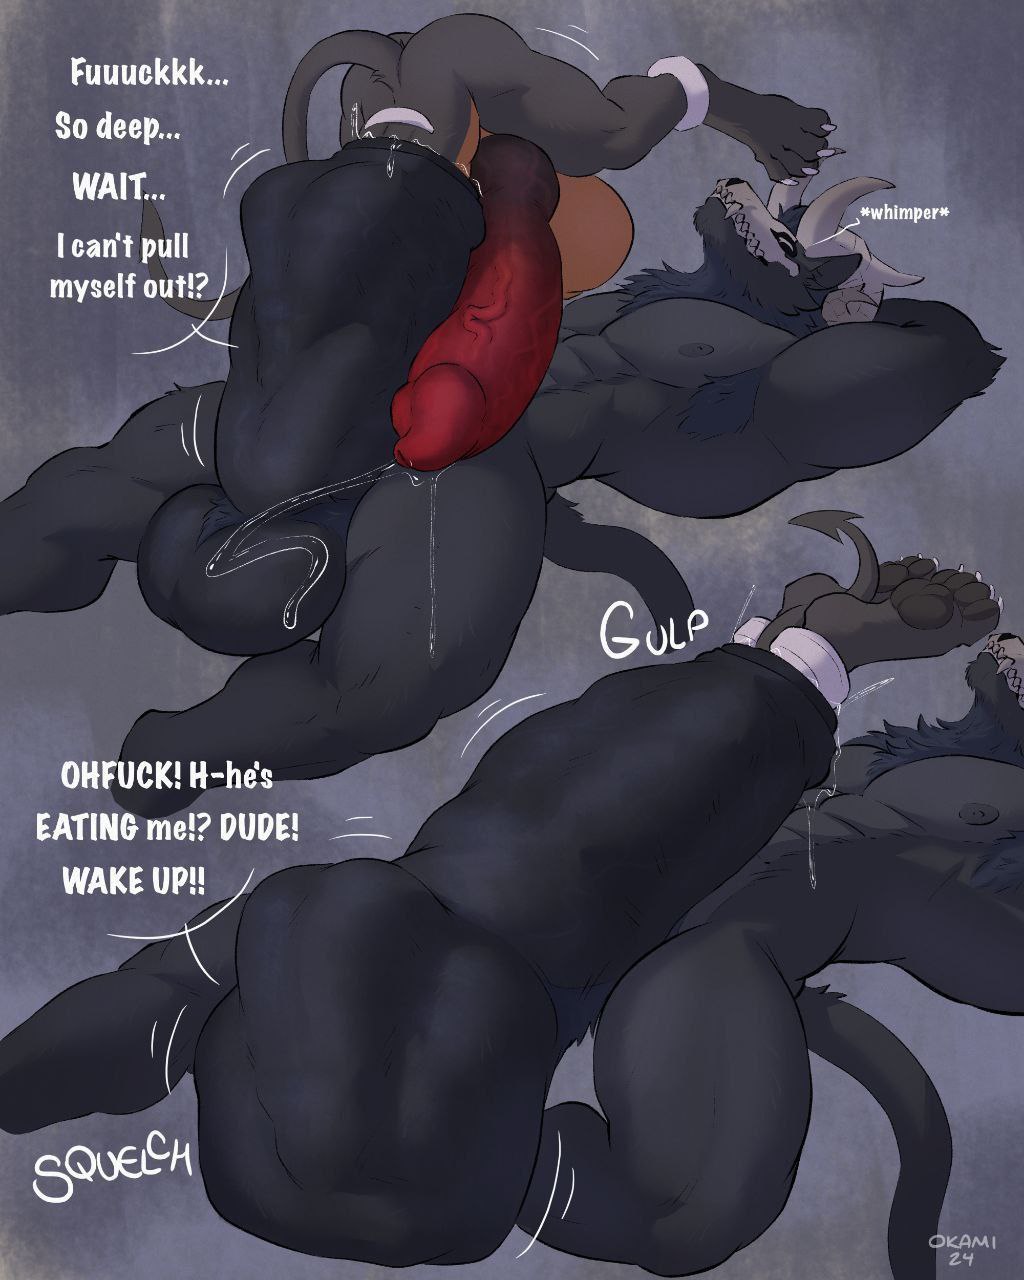 Fuuuckkk...
So deep...
WAIT...
I can't pull
myself out!?
*whimper*
GULP
OHFUCK! H-he's
EATING me!? DUDE!
WAKE UP!!
SQUELCH
OKAMI
24